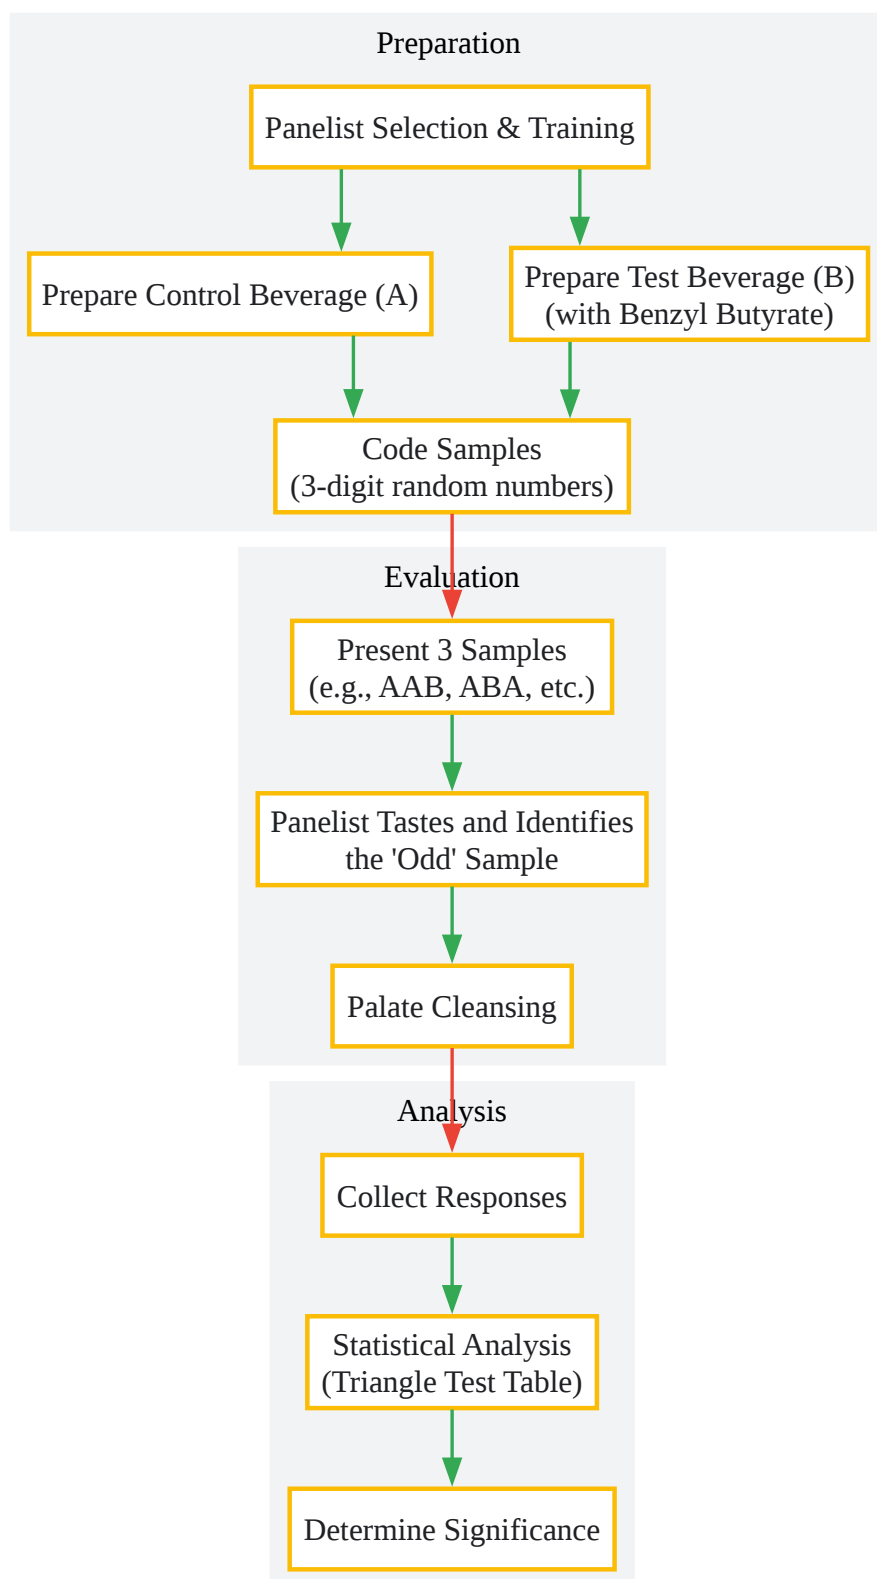 Preparation
Panelist Selection & Training
Prepare Control Beverage (A)
Prepare Test Beverage (B)
(with Benzyl Butyrate)
Code Samples
(3-digit random numbers)
Evaluation
Present 3 Samples
(e.g., AAB, ABA, etc.)
Panelist Tastes and Identifies
the 'Odd' Sample
Palate Cleansing
Analysis
Collect Responses
Statistical Analysis
(Triangle Test Table)
Determine Significance